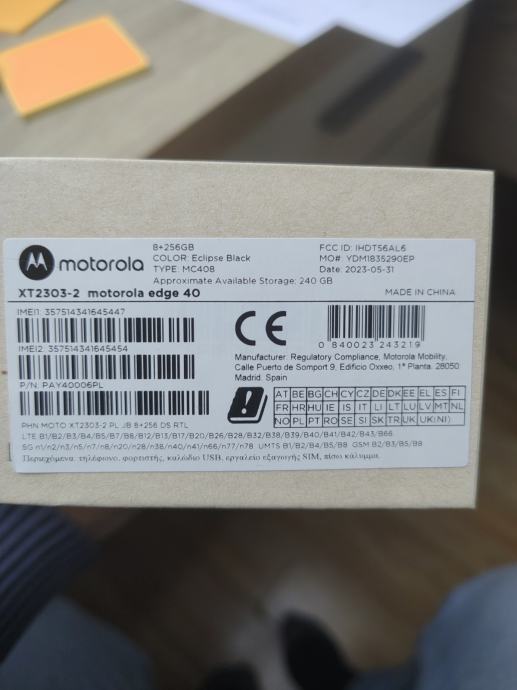 8+256GB
COLOR: Eclipse Black
TYPE: MC408
Approximate Available Storage: 240 GB
FCC ID: IHDT56AL6
MO#: YDM1835290EP
Date: 2023-05-31
motorola
XT2303-2 motorola edge 40
MADE IN CHINA
IMEI1: 357514341645447
IMEI2: 357514341645454
P/N: PAY40006PL
CE
0 840023 243219
Manufacturer: Regulatory Compliance, Motorola Mobility,
Calle Puerto de Somport 9, Edificio Oxxeo, 1ª Planta. 28050
Madrid. Spain
AT BE BG CH CY CZ DE DK EE EL ES FI
FR HR HU IE IS IT LI LT LU LV MT NL
NO PL PT RO SE SI SK TR UK UK(NI)
PHN MOTO XT2303-2 PL JB 8+256 DS RTL
LTE B1/B2/B3/B4/B5/B7/B8/B12/B13/B17/B20/B26/B28/B32/B38/B39/B40/B41/B42/B43/B66
5G n1/n2/n3/n5/n7/n8/n20/n28/n38/n40/n41/n66/n77/n78 UMTS B1/B2/B4/B5/B8 GSM B2/B3/B5/B8
Περιεχόμενα: τηλέφωνο, φορτιστής, καλώδιο USB, εργαλείο εξαγωγής SIM, πίσω κάλυμμα